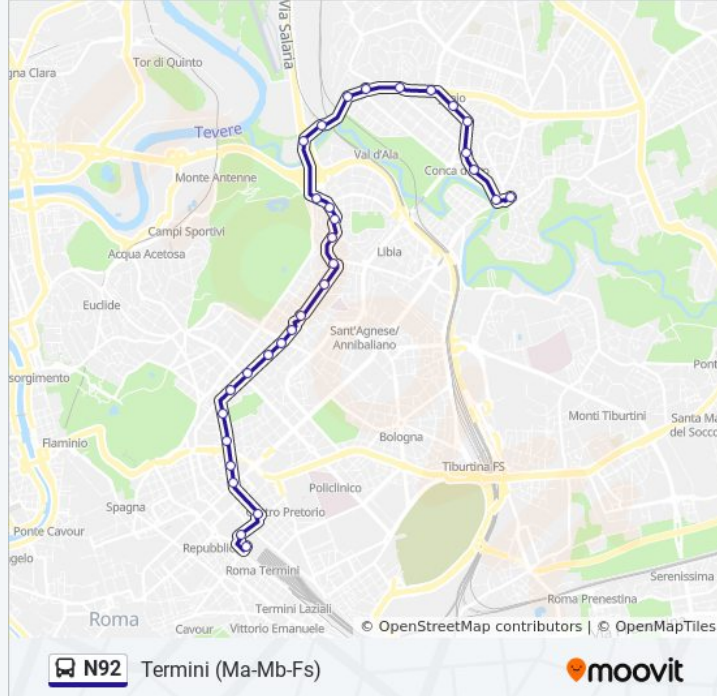 Via Salaria
Tor di Quinto
gna Clara
Tevere
Val d'Ala
Conca d'Oro
Monte Antenne
Campi Sportivi
Acqua Acetosa
Libia
Euclide
Sant'Agnese/
Annibaliano
sorgimento
Pont
Monti Tiburtini
Santa Ma
del Socco
Flaminio
Bologna
Tiburtina FS
Policlinico
Spagna
Castro Pretorio
Ponte Cavour
Repubblica
ngelo
Roma Termini
Serenissima
Roma Prenestina
Termini Laziali
Roma
Cavour
Vittorio Emanuele
© OpenStreetMap contributors | © OpenMapTiles
N92 Termini (Ma-Mb-Fs)
moovit